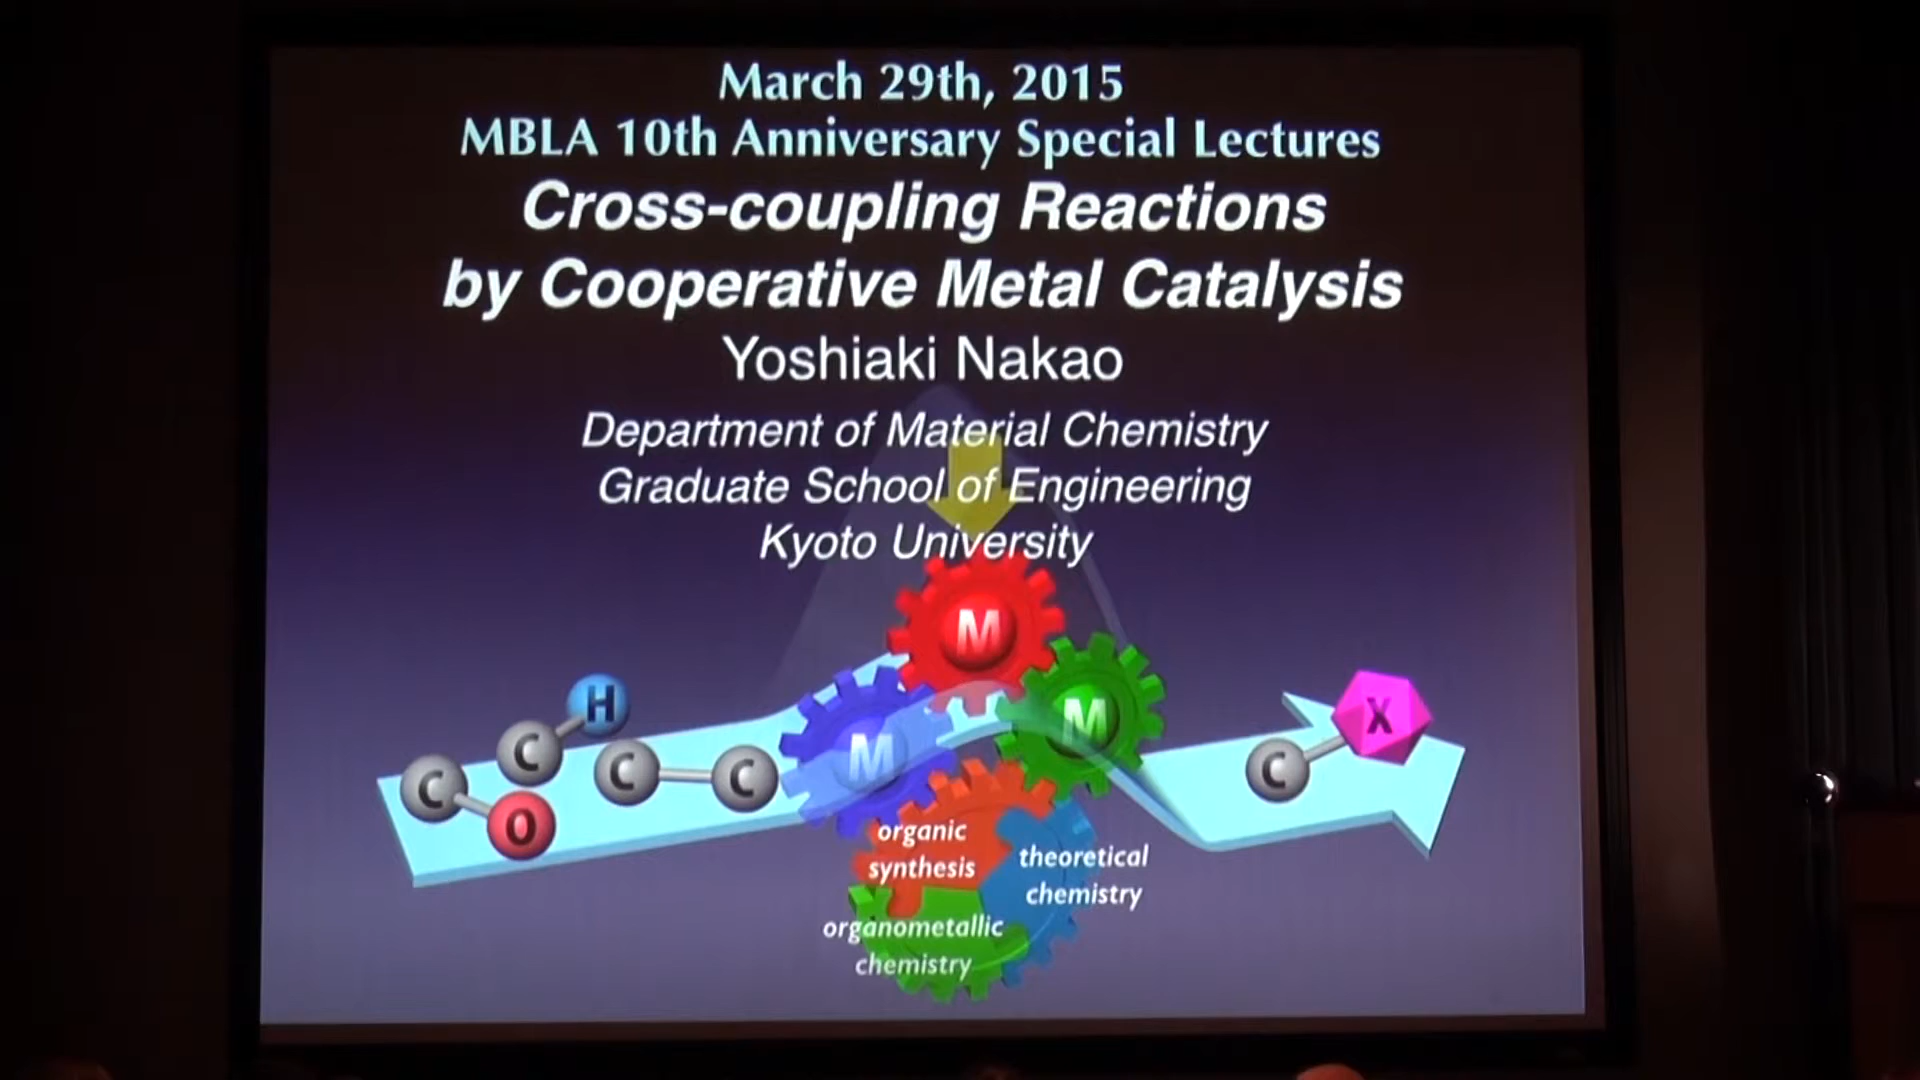 March 29th, 2015
MBLA 10th Anniversary Special Lectures
Cross-coupling Reactions
by Cooperative Metal Catalysis
Yoshiaki Nakao
Department of Material Chemistry
Graduate School of Engineering
Kyoto University
M
M
M
H
C
C
O
C
C
C
X
organic
synthesis
theoretical
chemistry
organometallic
chemistry